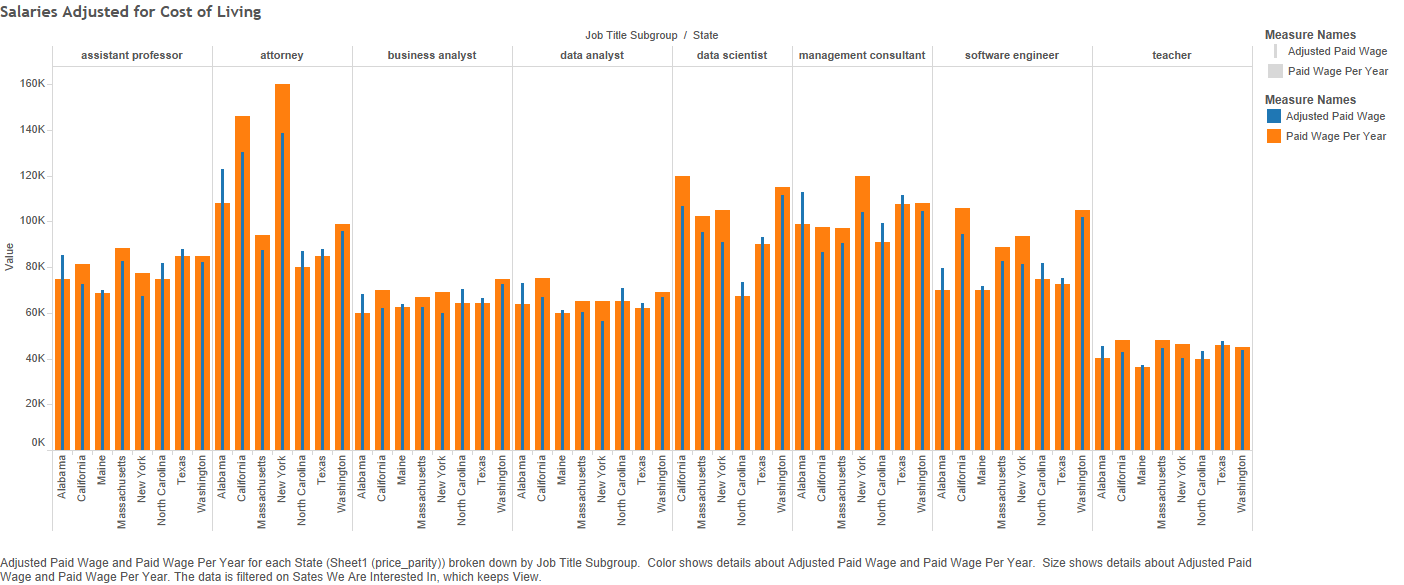 Salaries Adjusted for Cost of Living
Job Title Subgroup / State
assistant professor
attorney
business analyst
data analyst
data scientist
management consultant
software engineer
teacher
Value
160K
140K
120K
100K
80K
60K
40K
20K
0K
Alabama
California
Maine
Massachusetts
New York
North Carolina
Texas
Washington
Alabama
California
Massachusetts
New York
North Carolina
Texas
Washington
Alabama
California
Maine
Massachusetts
New York
North Carolina
Texas
Washington
Alabama
California
Maine
Massachusetts
New York
North Carolina
Texas
Washington
California
Massachusetts
New York
North Carolina
Texas
Washington
Alabama
California
Massachusetts
New York
North Carolina
Texas
Washington
Alabama
California
Maine
Massachusetts
New York
North Carolina
Texas
Washington
Alabama
California
Maine
Massachusetts
New York
North Carolina
Texas
Washington
Measure Names
Adjusted Paid Wage
Paid Wage Per Year
Measure Names
Adjusted Paid Wage
Paid Wage Per Year
Adjusted Paid Wage and Paid Wage Per Year for each State (Sheet1 (price_parity)) broken down by Job Title Subgroup.  Color shows details about Adjusted Paid Wage and Paid Wage Per Year.  Size shows details about Adjusted Paid
Wage and Paid Wage Per Year. The data is filtered on Sates We Are Interested In, which keeps View.